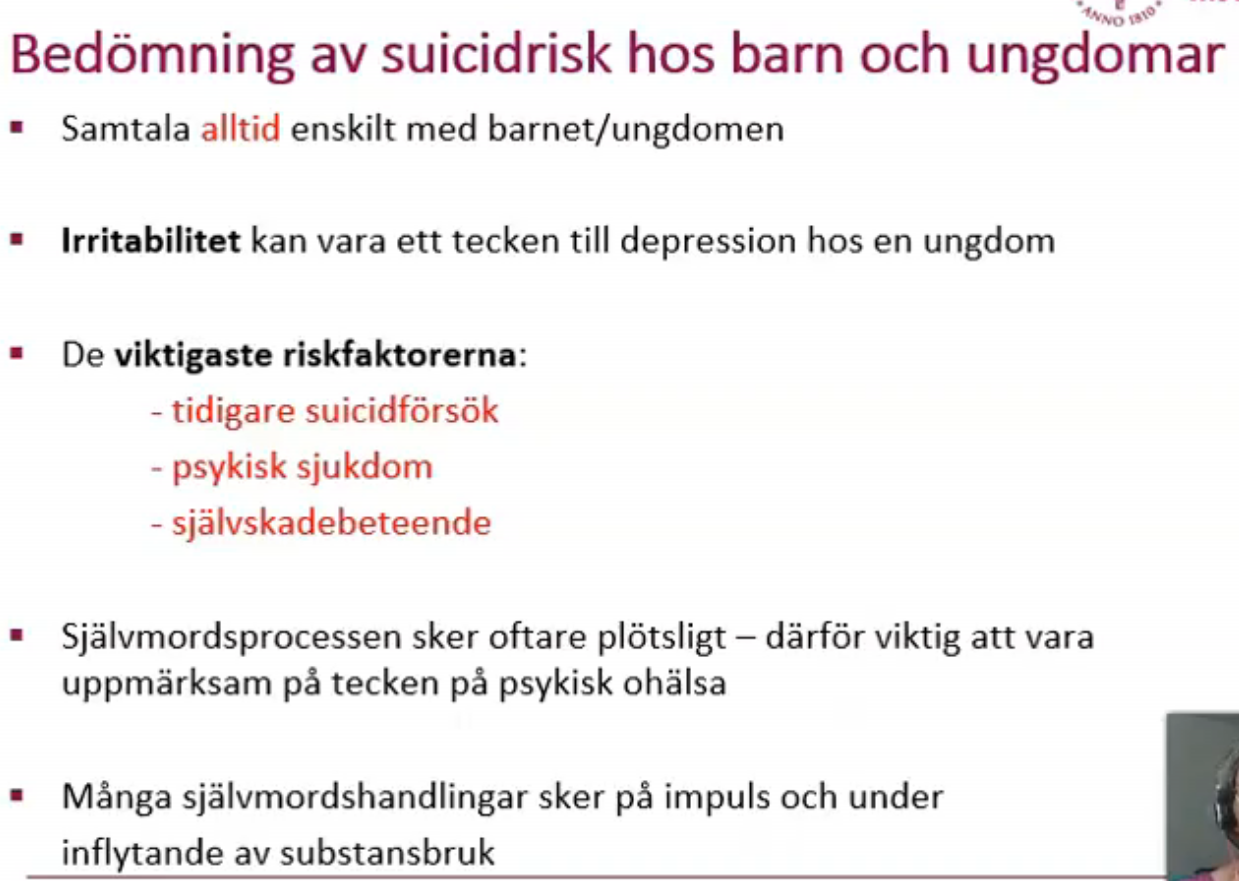 ANNO 1810
Bedömning av suicidrisk hos barn och ungdomar
▪ Samtala alltid enskilt med barnet/ungdomen
▪ Irritabilitet kan vara ett tecken till depression hos en ungdom
▪ De viktigaste riskfaktorerna:
- tidigare suicidförsök
- psykisk sjukdom
- självskadebeteende
▪ Självmordsprocessen sker oftare plötsligt – därför viktig att vara
uppmärksam på tecken på psykisk ohälsa
▪ Många självmordshandlingar sker på impuls och under
inflytande av substansbruk